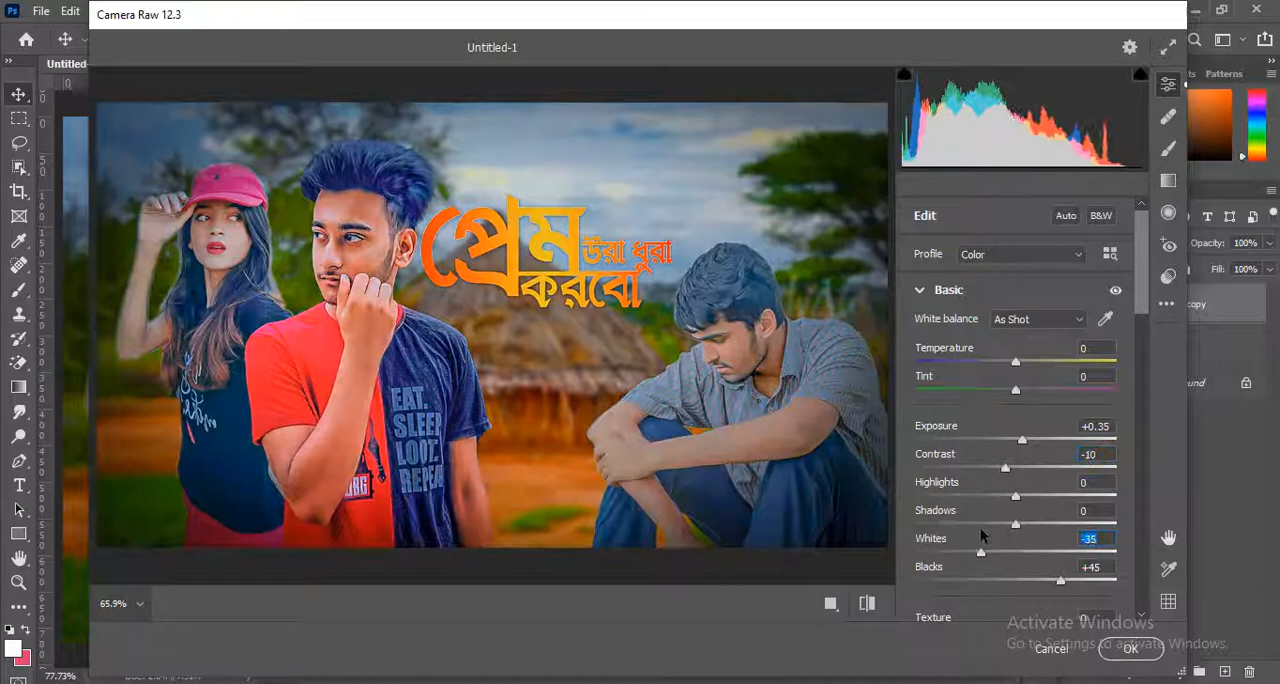 Ps File Edit
Camera Raw 12.3
Untitled-1
Untitled
Patterns
Edit Auto B&W
Profile Color
Basic
White balance As Shot
Temperature 0
Tint 0
Exposure +0.35
Contrast -10
Highlights 0
Shadows 0
Whites -35
Blacks +45
Texture
Opacity: 100%
Fill: 100%
copy
প্রেম
উরা ধুরা
করবো
EAT.
SLEEP
LOOT.
REPEAT
65.9%
Activate Windows
Go to Settings to activate Windows.
Cancel OK
77.73%